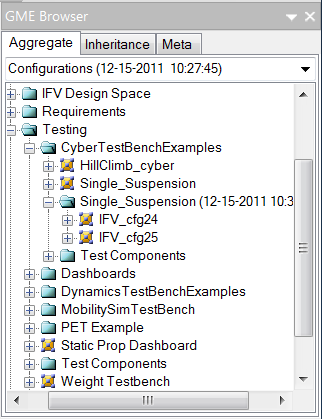 GME Browser
Aggregate Inheritance Meta
Configurations (12-15-2011 10:27:45)
IFV Design Space
Requirements
Testing
CyberTestBenchExamples
HillClimb_cyber
Single_Suspension
Single_Suspension (12-15-2011 10:3
IFV_cfg24
IFV_cfg25
Test Components
Dashboards
DynamicsTestBenchExamples
MobilitySimTestBench
PET Example
Static Prop Dashboard
Test Components
Weight Testbench